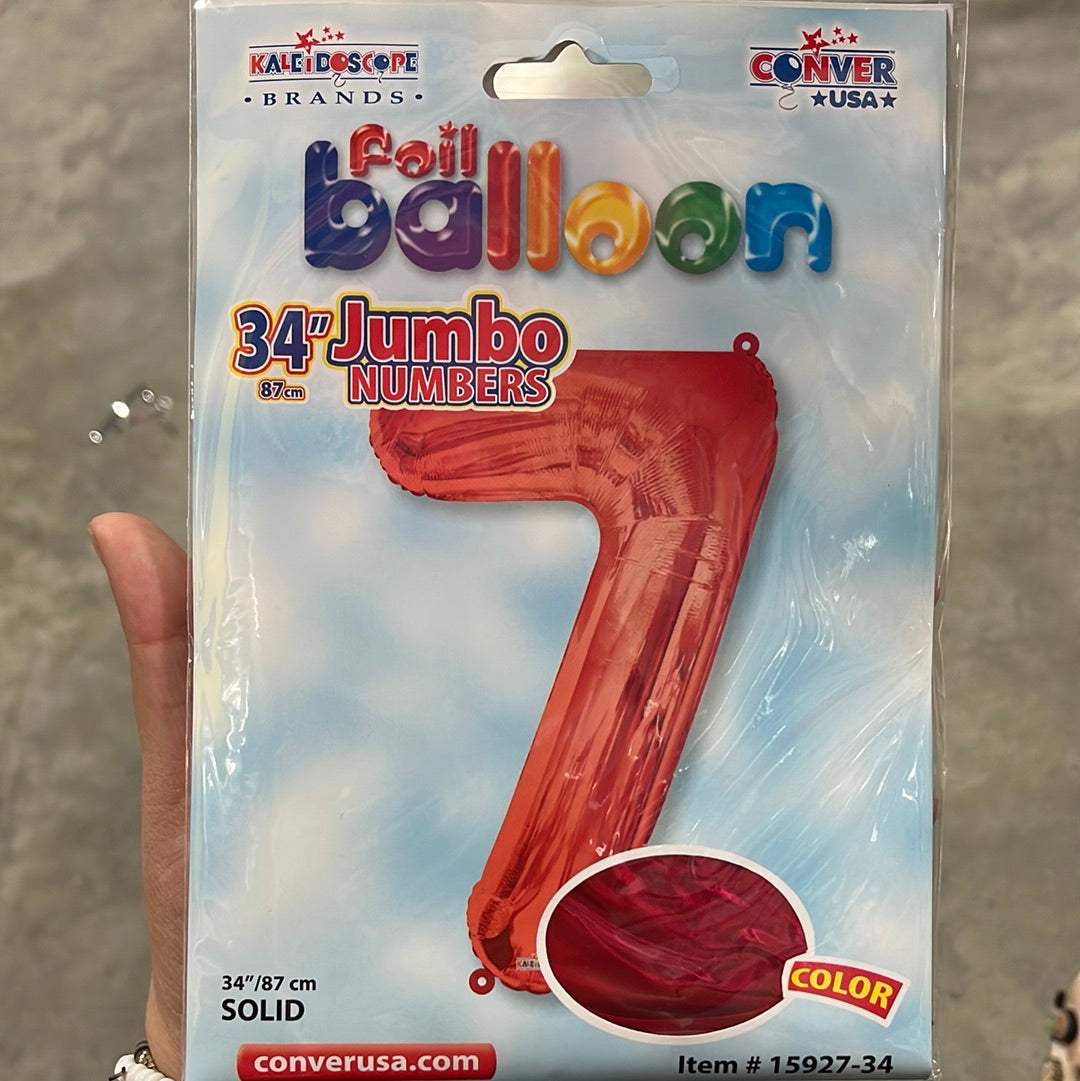 KALEIDOSCOPE
• BRANDS •
CONVER™
★USA★
foil
balloon
34" Jumbo
87cm NUMBERS
7
34"/87 cm
SOLID
COLOR
converusa.com
Item # 15927-34